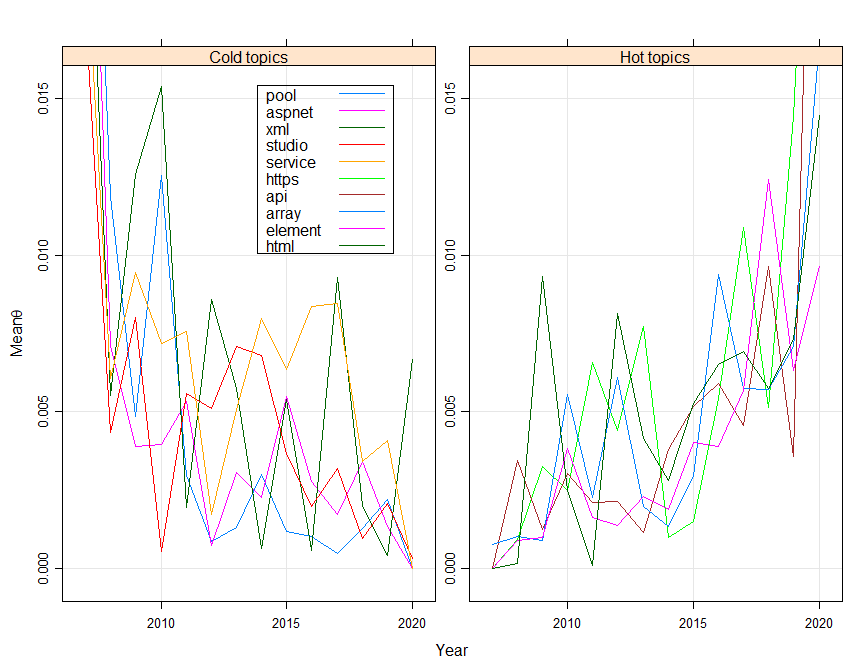 Cold topics
Hot topics
0.015
0.010
0.005
0.000
pool
aspnet
xml
studio
service
https
api
array
element
html
0.015
0.010
0.005
0.000
Meanθ
2010
2015
2020
2010
2015
2020
Year